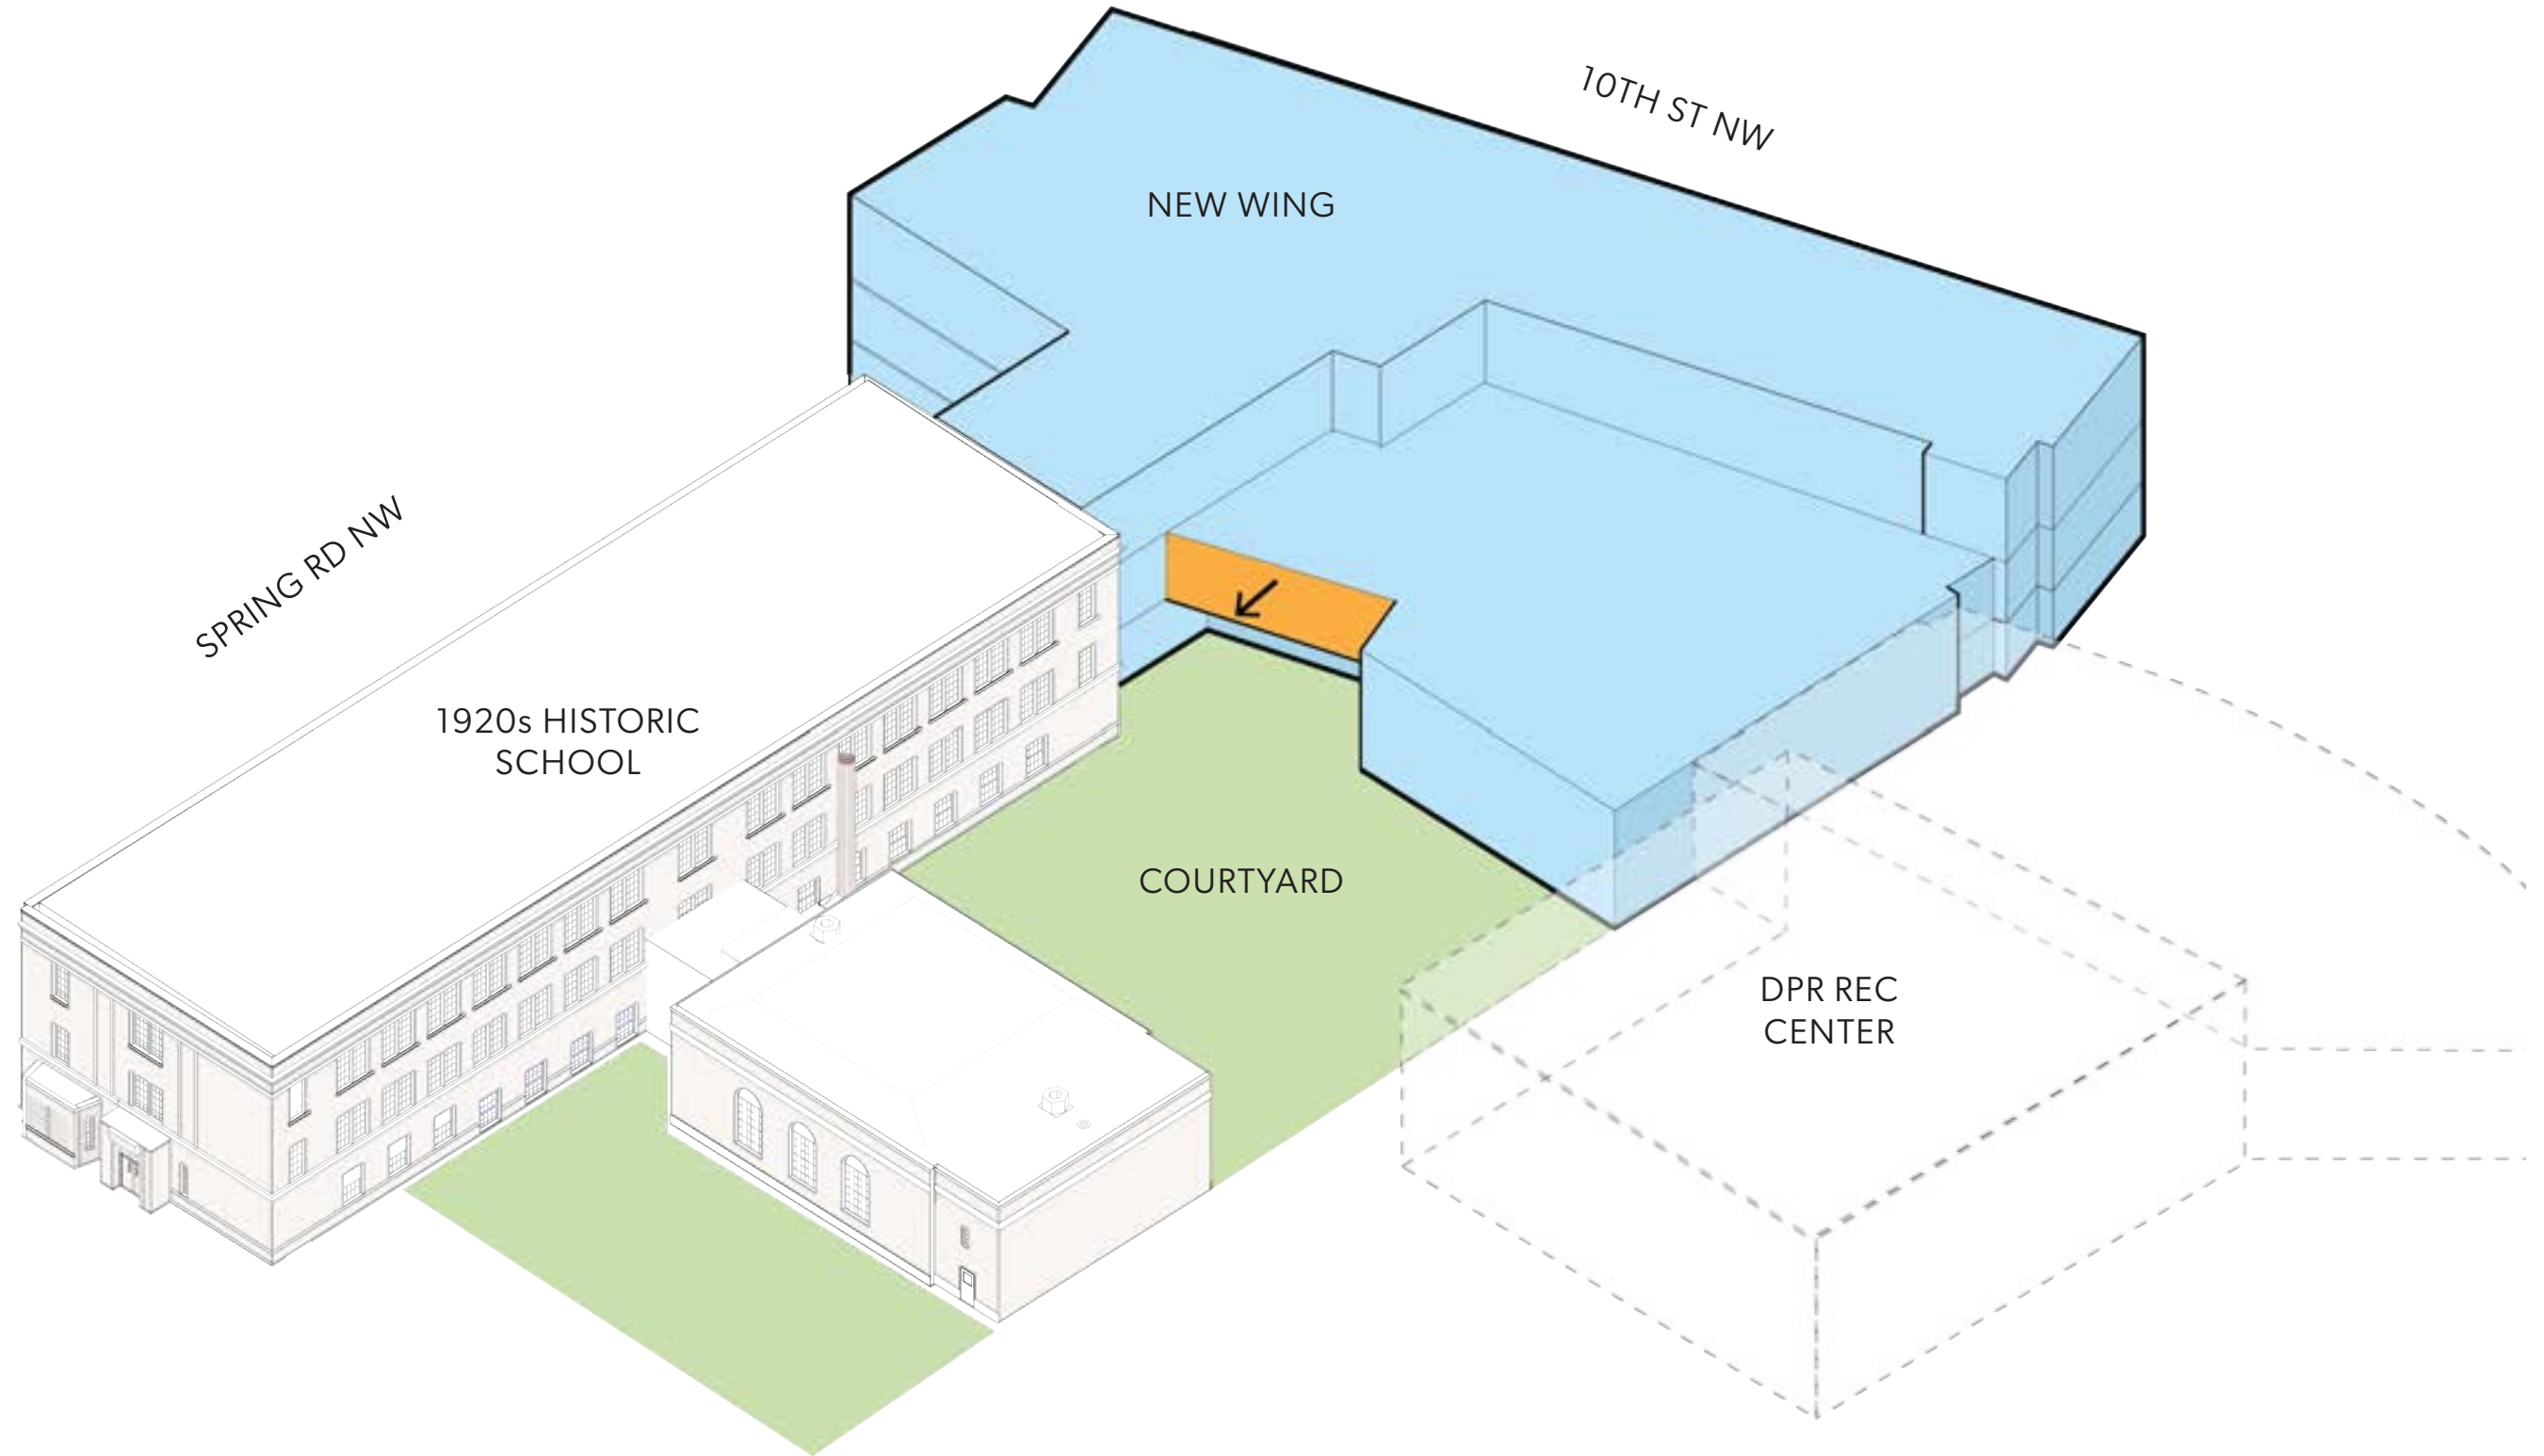 10TH ST NW
NEW WING
SPRING RD NW
1920s HISTORIC
SCHOOL
COURTYARD
DPR REC
CENTER